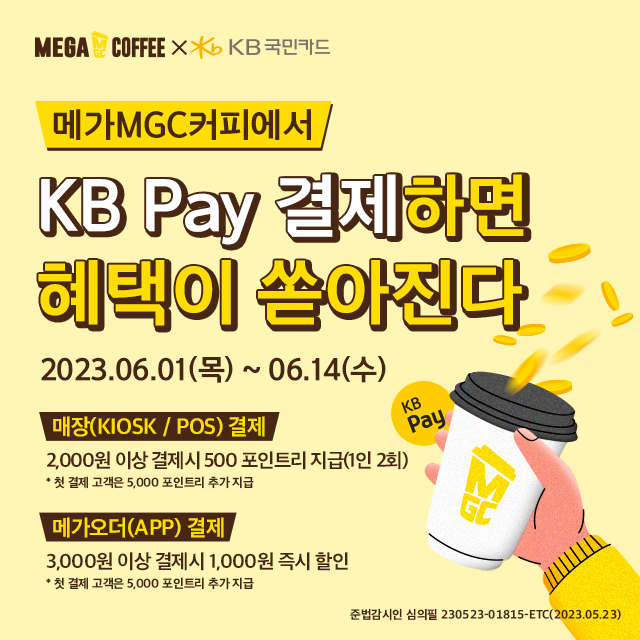 MEGA MGC COFFEE × Kb KB국민카드
메가MGC커피에서
KB Pay 결제하면
혜택이 쏟아진다
2023.06.01(목) ~ 06.14(수)
매장(KIOSK / POS) 결제
2,000원 이상 결제시 500 포인트리 지급(1인 2회)
* 첫 결제 고객은 5,000 포인트리 추가 지급
메가오더(APP) 결제
3,000원 이상 결제시 1,000원 즉시 할인
* 첫 결제 고객은 5,000 포인트리 추가 지급
KB
Pay
M
GC
준법감시인 심의필 230523-01815-ETC(2023.05.23)